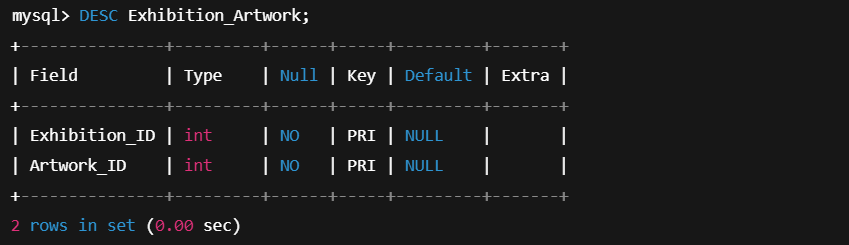 mysql> DESC Exhibition_Artwork;
+---------------+---------+------+-----+---------+-------+
| Field         | Type    | Null | Key | Default | Extra |
+---------------+---------+------+-----+---------+-------+
| Exhibition_ID | int     | NO   | PRI | NULL    |       |
| Artwork_ID    | int     | NO   | PRI | NULL    |       |
+---------------+---------+------+-----+---------+-------+
2 rows in set (0.00 sec)